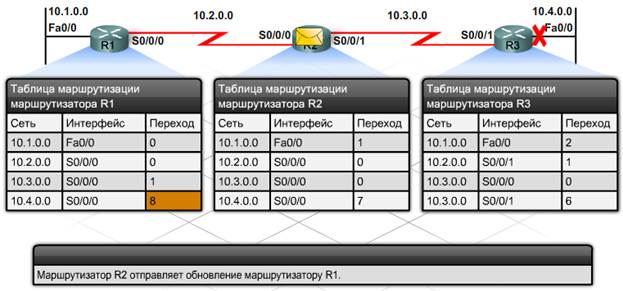 10.1.0.0 10.2.0.0 10.3.0.0 10.4.0.0
Fa0/0 Fa0/0
S0/0/0 S0/0/0 S0/0/1 S0/0/1
R1 R2 R3
Таблица маршрутизации
маршрутизатора R1
Сеть Интерфейс Переход
10.1.0.0 Fa0/0 0
10.2.0.0 S0/0/0 0
10.3.0.0 S0/0/0 1
10.4.0.0 S0/0/0 8
Таблица маршрутизации
маршрутизатора R2
Сеть Интерфейс Переход
10.1.0.0 Fa0/0 1
10.2.0.0 S0/0/0 0
10.3.0.0 S0/0/0 0
10.4.0.0 S0/0/0 7
Таблица маршрутизации
маршрутизатора R3
Сеть Интерфейс Переход
10.1.0.0 Fa0/0 2
10.2.0.0 S0/0/1 1
10.3.0.0 S0/0/0 0
10.3.0.0 S0/0/1 6
Маршрутизатор R2 отправляет обновление маршрутизатору R1.